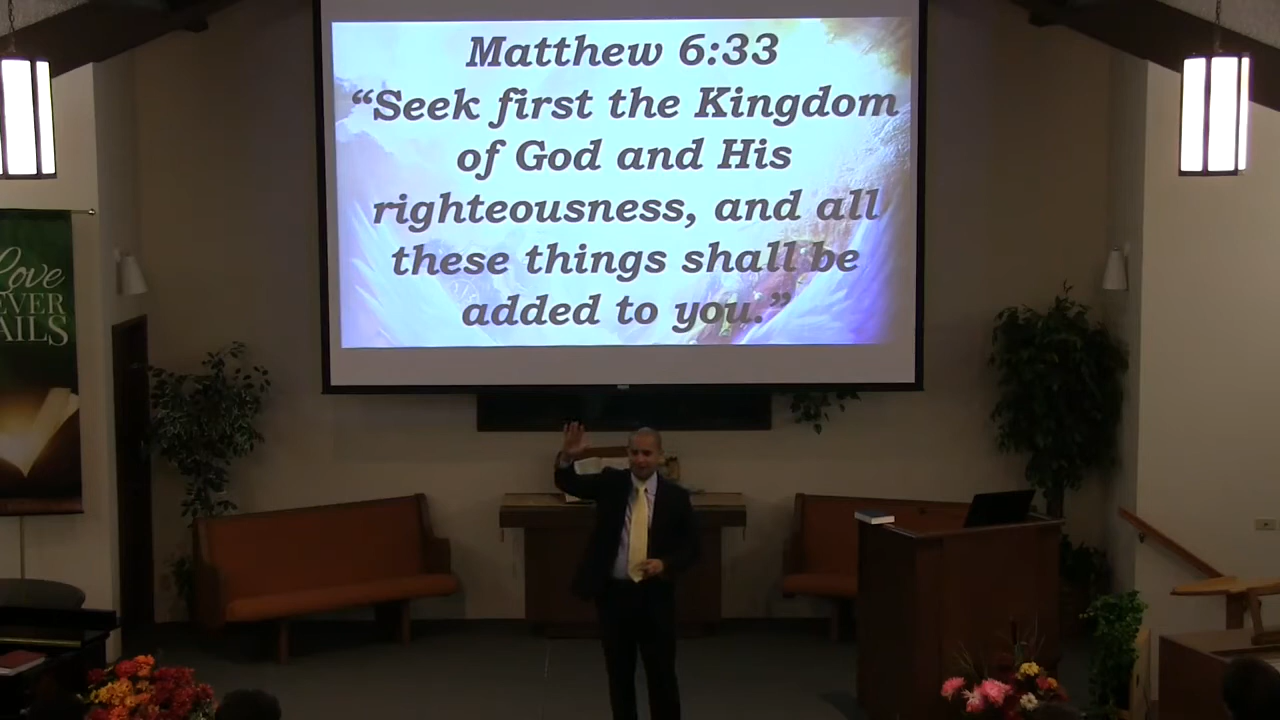 Matthew 6:33
“Seek first the Kingdom
of God and His
righteousness, and all
these things shall be
added to you.”
Love
EVER
AILS